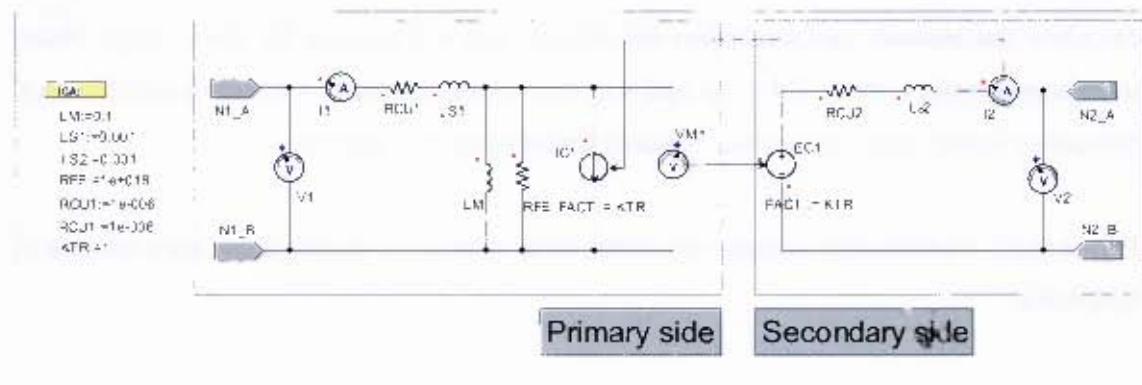 LM:=0.1
LS1:=0.001
LS2:=0.001
RFE:=1e+018
RCU1:=1e-006
RCU1:=1e-006
KTR:=1
N1_A
I1
RCU1
LS1
V1
N1_B
LM
RFE
FACT := KTR
VM1
EC1
FACT := KTR
RCU2
LS2
I2
N2_A
V2
N2_B
Primary side
Secondary side